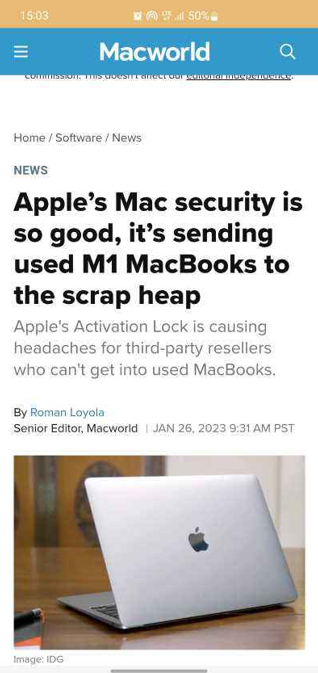 15:03
50%
Macworld
commission. This doesn't affect our editorial independence.
Home / Software / News
NEWS
Apple’s Mac security is
so good, it’s sending
used M1 MacBooks to
the scrap heap
Apple's Activation Lock is causing
headaches for third-party resellers
who can't get into used MacBooks.
By Roman Loyola
Senior Editor, Macworld | JAN 26, 2023 9:31 AM PST
Image: IDG